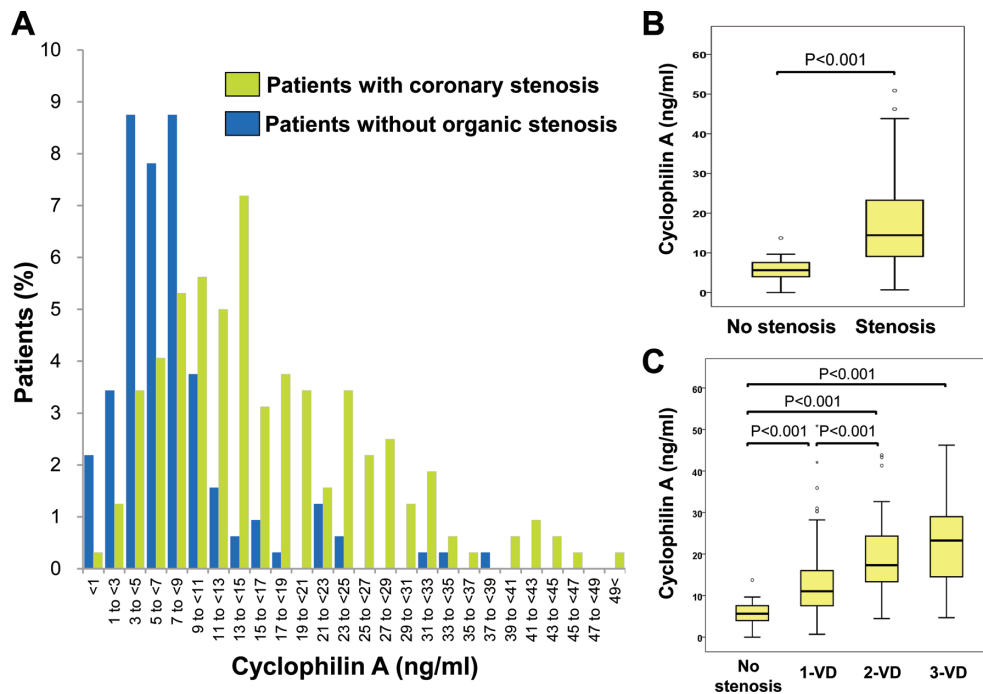 A
10
9
8
7
6
5
4
3
2
1
0
Patients (%)
Patients with coronary stenosis
Patients without organic stenosis
<1
1 to <3
3 to <5
5 to <7
7 to <9
9 to <11
11 to <13
13 to <15
15 to <17
17 to <19
19 to <21
21 to <23
23 to <25
25 to <27
27 to <29
29 to <31
31 to <33
33 to <35
35 to <37
37 to <39
39 to <41
41 to <43
43 to <45
45 to <47
47 to <49
49<
Cyclophilin A (ng/ml)
B
60
50
40
30
20
10
0
Cyclophilin A (ng/ml)
P<0.001
No stenosis
Stenosis
C
60
50
40
30
20
10
0
Cyclophilin A (ng/ml)
P<0.001
P<0.001
P<0.001
P<0.001
No
stenosis
1-VD
2-VD
3-VD